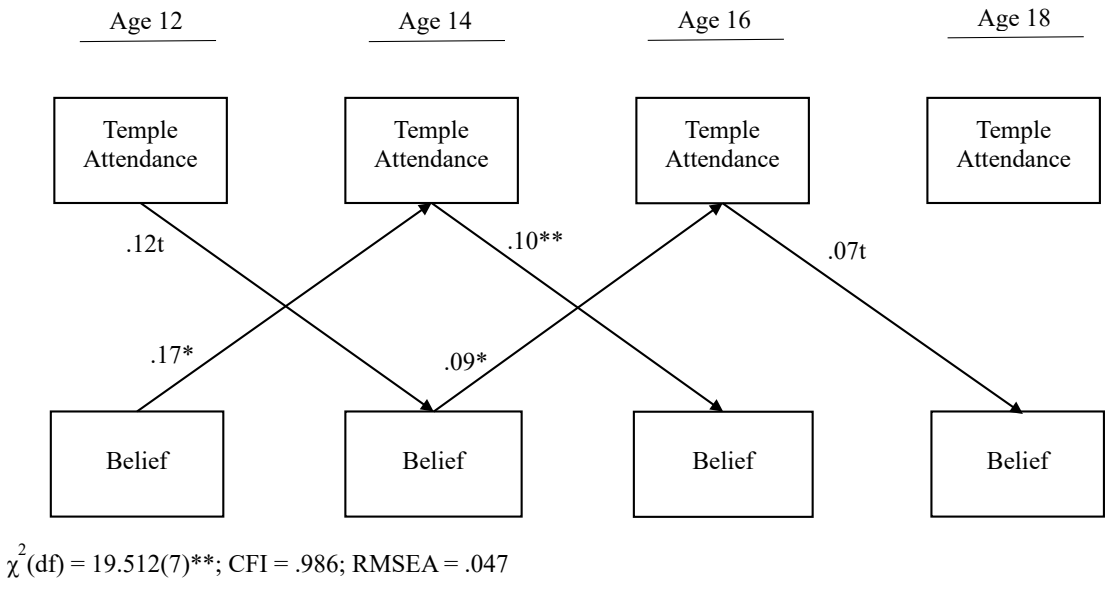 Age 12
Age 14
Age 16
Age 18
Temple
Attendance
Temple
Attendance
Temple
Attendance
Temple
Attendance
.12t
.10**
.07t
.17*
.09*
Belief
Belief
Belief
Belief
χ²(df) = 19.512(7)**; CFI = .986; RMSEA = .047